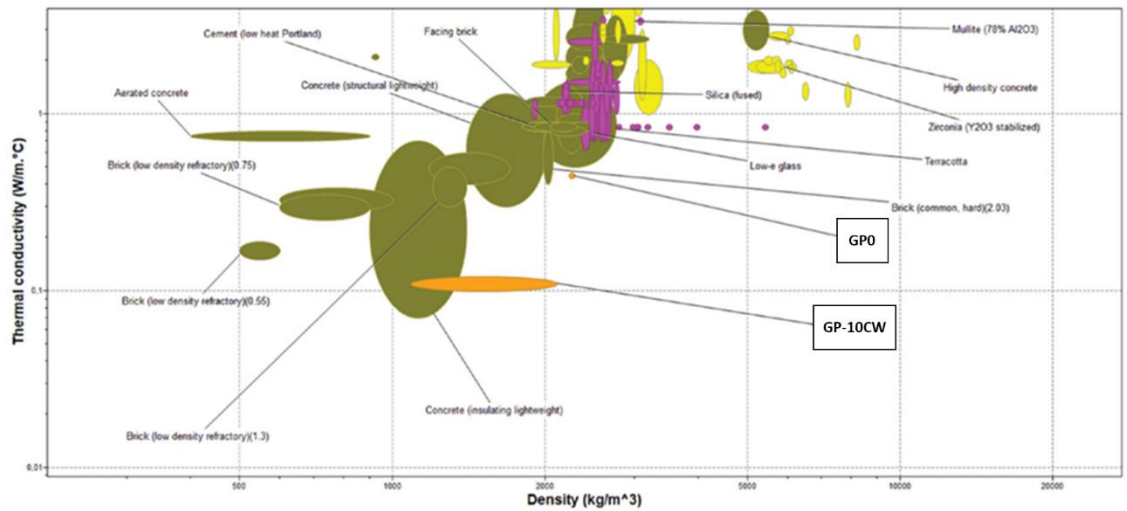 Cement (low heat Portland)
Facing brick
Mullite (78% Al2O3)
Concrete (structural lightweight)
Aerated concrete
Silica (fused)
High density concrete
Zirconia (Y2O3 stabilized)
Brick (low density refractory)(0.75)
Low-e glass
Terracotta
Brick (common, hard)(2.03)
GP0
Brick (low density refractory)(0.55)
GP-10CW
Concrete (insulating lightweight)
Brick (low density refractory)(1.3)
Thermal conductivity (W/m.°C)
1
0,1
0,01
500
1000
2000
5000
10000
20000
Density (kg/m^3)